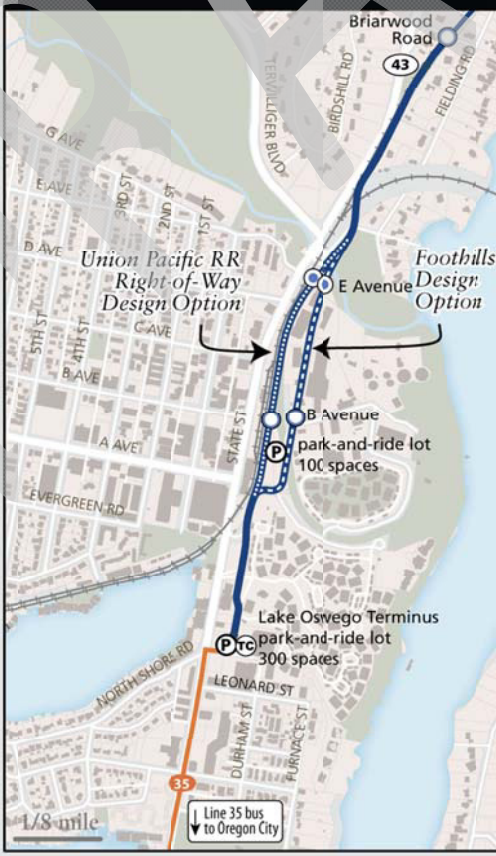 Briarwood
Road
43
FIELDING RD
BIRDSHILL RD
TERWILLIGER BLVD
G AVE
E AVE
3RD ST
2ND ST
1ST ST
D AVE
Union Pacific RR
Right-of-Way
Design Option
Foothills
Design
Option
E Avenue
C AVE
5TH ST
4TH ST
B AVE
STATE ST
B Avenue
A AVE
P
park-and-ride lot
100 spaces
EVERGREEN RD
Lake Oswego Terminus
P TC
park-and-ride lot
300 spaces
NORTH SHORE RD
LEONARD ST
DURHAM ST
FURNACE ST
35
Line 35 bus
to Oregon City
1/8 mile